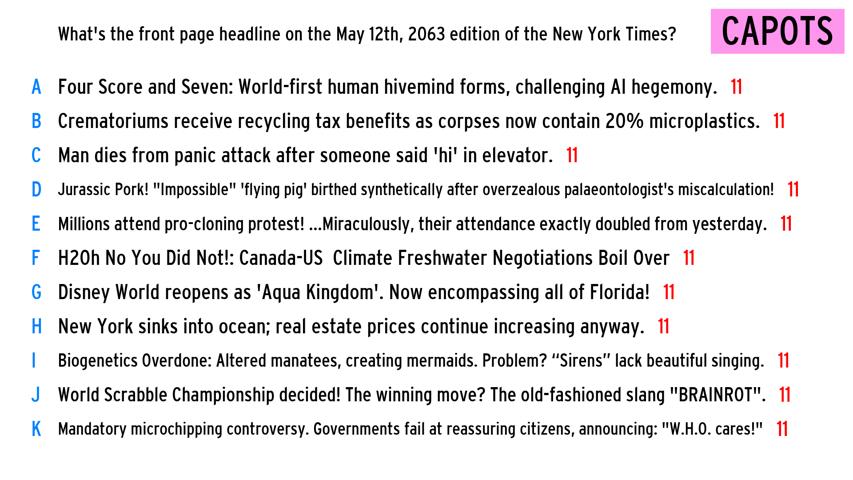 What's the front page headline on the May 12th, 2063 edition of the New York Times? CAPOTS
A Four Score and Seven: World-first human hivemind forms, challenging AI hegemony. 11
B Crematoriums receive recycling tax benefits as corpses now contain 20% microplastics. 11
C Man dies from panic attack after someone said 'hi' in elevator. 11
D Jurassic Pork! "Impossible" 'flying pig' birthed synthetically after overzealous palaeontologist's miscalculation! 11
E Millions attend pro-cloning protest! ...Miraculously, their attendance exactly doubled from yesterday. 11
F H20h No You Did Not!: Canada-US Climate Freshwater Negotiations Boil Over 11
G Disney World reopens as 'Aqua Kingdom'. Now encompassing all of Florida! 11
H New York sinks into ocean; real estate prices continue increasing anyway. 11
I Biogenetics Overdone: Altered manatees, creating mermaids. Problem? “Sirens” lack beautiful singing. 11
J World Scrabble Championship decided! The winning move? The old-fashioned slang "BRAINROT". 11
K Mandatory microchipping controversy. Governments fail at reassuring citizens, announcing: "W.H.O. cares!" 11